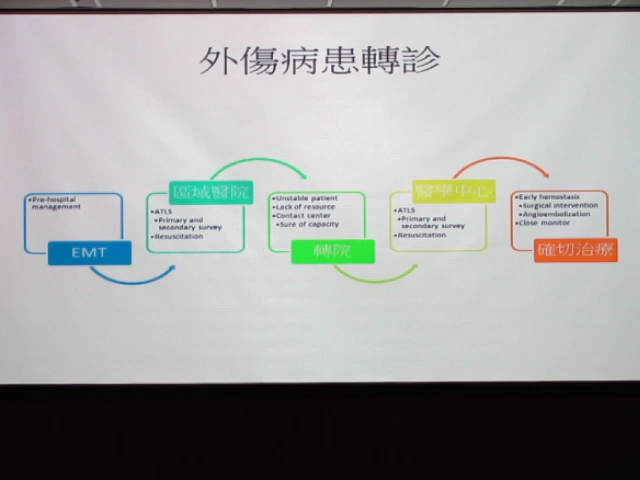 外傷病患轉診
•Pre-hospital
management
EMT
區域醫院
•ATLS
•Primary and
secondary survey
•Resuscitation
•Unstable patient
•Lack of resource
•Contact center
•Sure of capacity
轉院
醫學中心
•ATLS
•Primary and
secondary survey
•Resuscitation
•Early hemostasis
•Surgical intervention
•Angioembolization
•Close monitor
確切治療